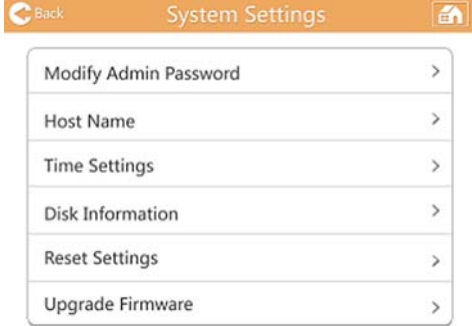 Back System Settings
Modify Admin Password
Host Name
Time Settings
Disk Information
Reset Settings
Upgrade Firmware